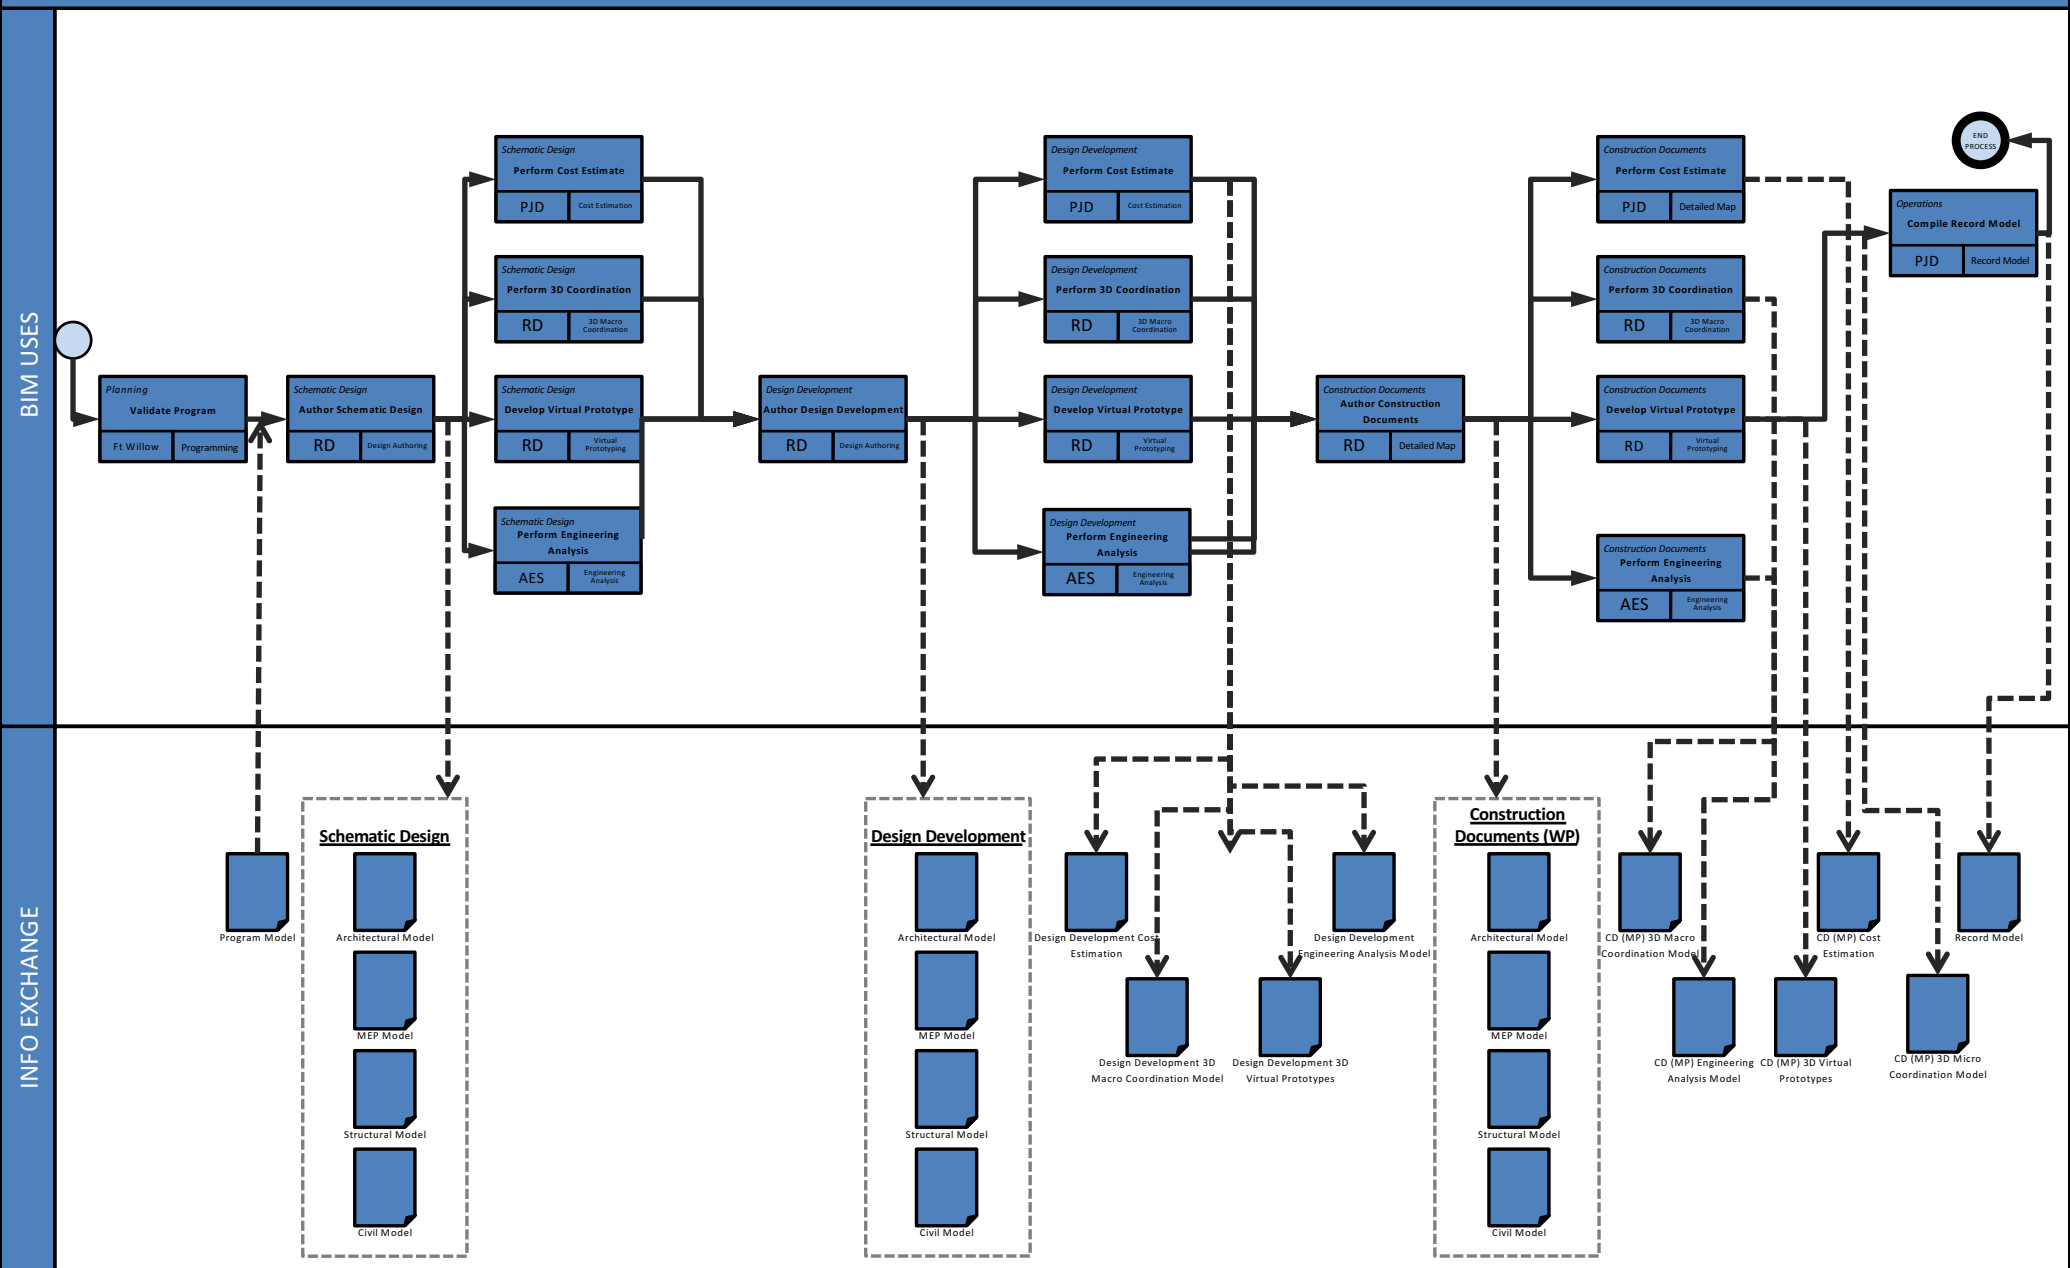 BIM USES
Planning
Validate Program
Ft Willow
Programming
Schematic Design
Author Schematic Design
RD
Design Authoring
Schematic Design
Perform Cost Estimate
PJD
Cost Estimation
Schematic Design
Perform 3D Coordination
RD
3D Macro
Coordination
Schematic Design
Develop Virtual Prototype
RD
Virtual
Prototyping
Schematic Design
Perform Engineering
Analysis
AES
Engineering
Analysis
Design Development
Author Design Development
RD
Design Authoring
Design Development
Perform Cost Estimate
PJD
Cost Estimation
Design Development
Perform 3D Coordination
RD
3D Macro
Coordination
Design Development
Develop Virtual Prototype
RD
Virtual
Prototyping
Design Development
Perform Engineering
Analysis
AES
Engineering
Analysis
Construction Documents
Author Construction
Documents
RD
Detailed Map
Construction Documents
Perform Cost Estimate
PJD
Detailed Map
Construction Documents
Perform 3D Coordination
RD
3D Macro
Coordination
Construction Documents
Develop Virtual Prototype
RD
Virtual
Prototyping
Construction Documents
Perform Engineering
Analysis
AES
Engineering
Analysis
Operations
Compile Record Model
PJD
Record Model
END
PROCESS
INFO EXCHANGE
Program Model
Schematic Design
Architectural Model
MEP Model
Structural Model
Civil Model
Design Development
Architectural Model
MEP Model
Structural Model
Civil Model
Design Development Cost
Estimation
Design Development 3D
Macro Coordination Model
Design Development 3D
Virtual Prototypes
Design Development
Engineering Analysis Model
Construction
Documents (WP)
Architectural Model
MEP Model
Structural Model
Civil Model
CD (MP) 3D Macro
Coordination Model
CD (MP) Engineering
Analysis Model
CD (MP) 3D Virtual
Prototypes
CD (MP) Cost
Estimation
CD (MP) 3D Micro
Coordination Model
Record Model